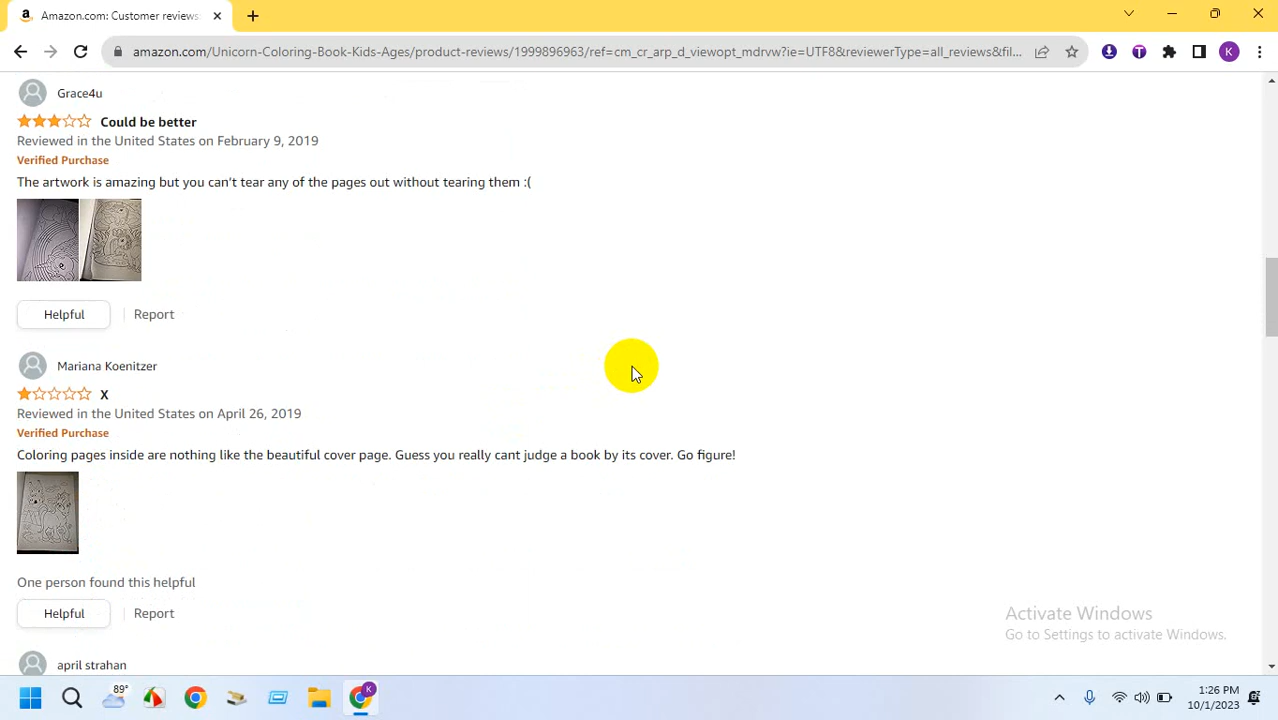 Amazon.com: Customer reviews:
amazon.com/Unicorn-Coloring-Book-Kids-Ages/product-reviews/1999896963/ref=cm_cr_arp_d_viewopt_ndrvw?ie=UTF8&reviewerType=all_reviews&fil...
T
K
Grace4u
Could be better
Reviewed in the United States on February 9, 2019
Verified Purchase
The artwork is amazing but you can't tear any of the pages out without tearing them :(
Helpful
Report
Mariana Koenitzer
X
Reviewed in the United States on April 26, 2019
Verified Purchase
Coloring pages inside are nothing like the beautiful cover page. Guess you really cant judge a book by its cover. Go figure!
One person found this helpful
Helpful
Report
april strahan
Activate Windows
Go to Settings to activate Windows.
89°
K
1:26 PM
10/1/2023